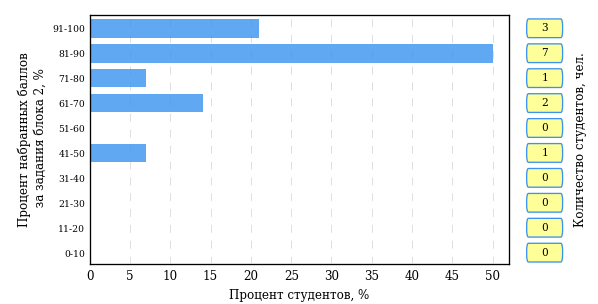 Процент набранных баллов
за задания блока 2, %
91-100 3
81-90 7
71-80 1
61-70 2
51-60 0
41-50 1
31-40 0
21-30 0
11-20 0
0-10 0
0 5 10 15 20 25 30 35 40 45 50
Процент студентов, %
Количество студентов, чел.